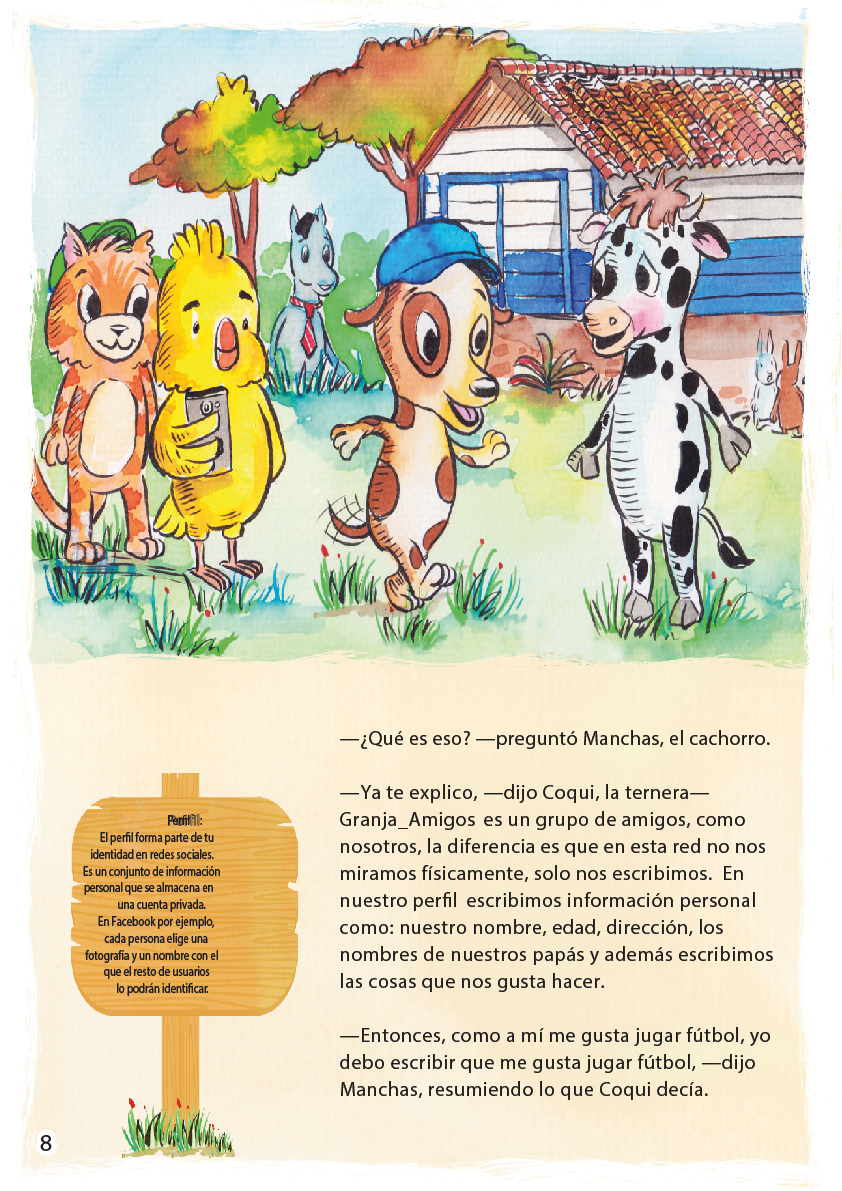 —¿Qué es eso? —preguntó Manchas, el cachorro.
—Ya te explico, —dijo Coqui, la ternera—
Granja_Amigos es un grupo de amigos, como
nosotros, la diferencia es que en esta red no nos
miramos físicamente, solo nos escribimos. En
nuestro perfil escribimos información personal
como: nuestro nombre, edad, dirección, los
nombres de nuestros papás y además escribimos
las cosas que nos gusta hacer.
—Entonces, como a mí me gusta jugar fútbol, yo
debo escribir que me gusta jugar fútbol, —dijo
Manchas, resumiendo lo que Coqui decía.
Perfil:
El perfil forma parte de tu
identidad en redes sociales.
Es un conjunto de información
personal que se almacena en
una cuenta privada.
En Facebook por ejemplo,
cada persona elige una
fotografía y un nombre con el
que el resto de usuarios
lo podrán identificar.
8